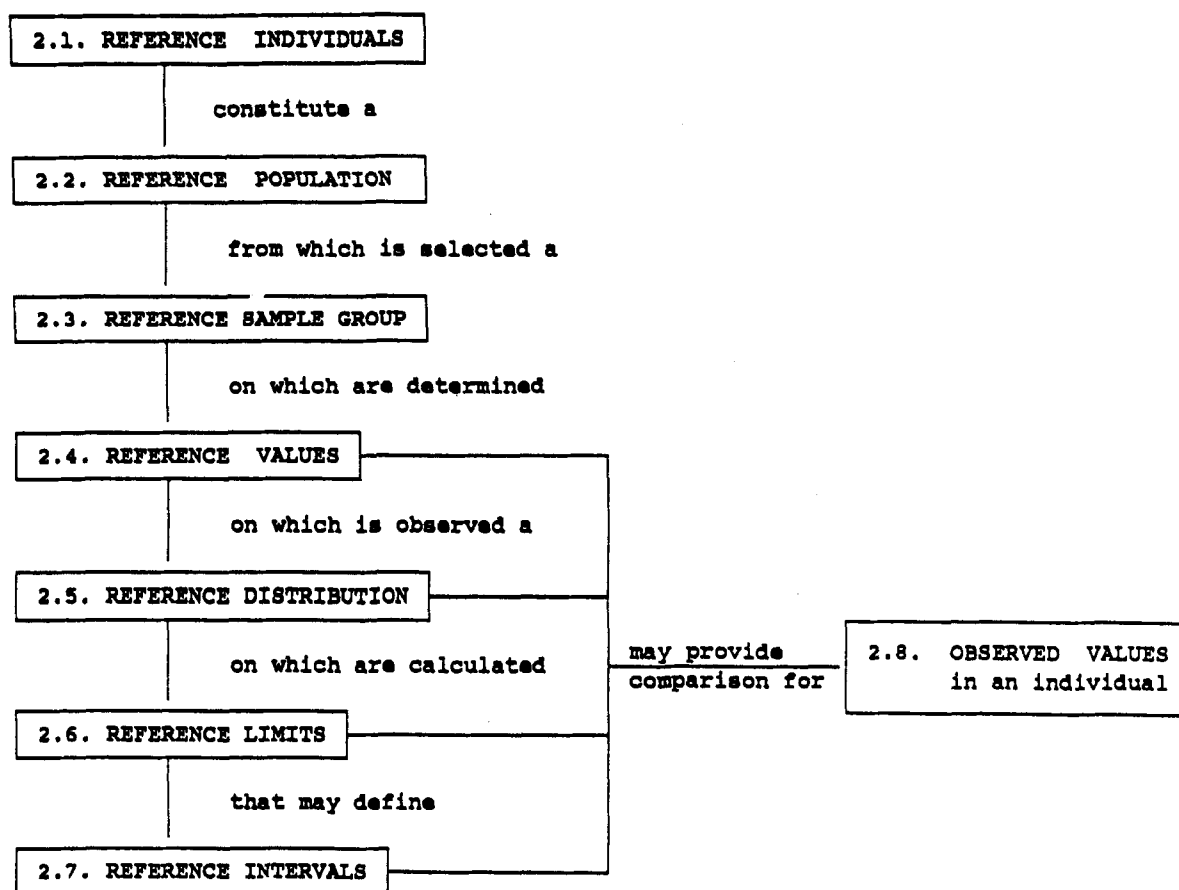 2.1. REFERENCE INDIVIDUALS
constitute a
2.2. REFERENCE POPULATION
from which is selected a
2.3. REFERENCE SAMPLE GROUP
on which are determined
2.4. REFERENCE VALUES
on which is observed a
2.5. REFERENCE DISTRIBUTION
on which are calculated
2.6. REFERENCE LIMITS
that may define
2.7. REFERENCE INTERVALS
may provide
comparison for
2.8. OBSERVED VALUES
in an individual